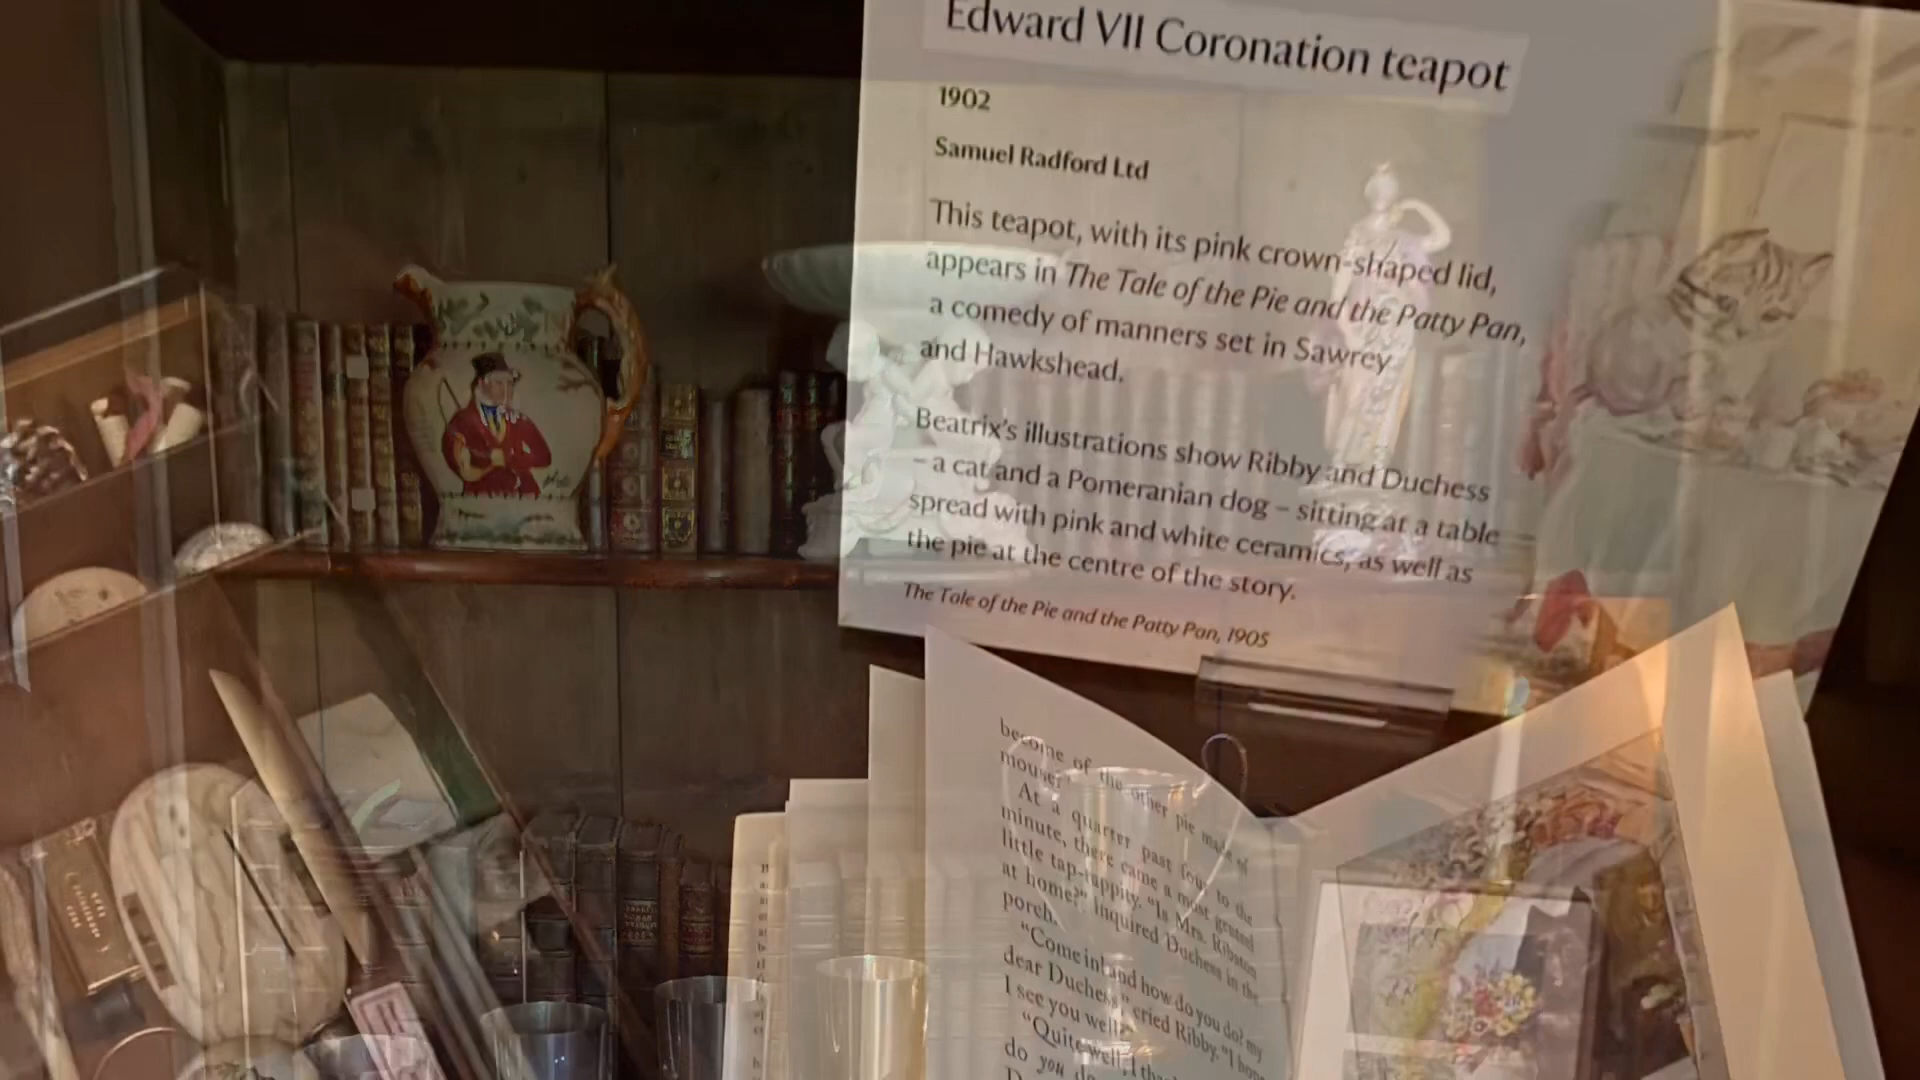 Edward VII Coronation teapot
1902
Samuel Radford Ltd
This teapot, with its pink crown-shaped lid,
appears in The Tale of the Pie and the Patty Pan,
a comedy of manners set in Sawrey
and Hawkshead.
Beatrix's illustrations show Ribby and Duchess
– a cat and a Pomeranian dog – sitting at a table
spread with pink and white ceramics, as well as
the pie at the centre of the story.
The Tale of the Pie and the Patty Pan, 1905
become of the other pie made of
mouse?"
At a quarter past four to the
minute, there came a most genteel
little tap-tappity. "Is Mrs. Ribston
at home?" inquired Duchess in the
porch.
"Come in! and how do you do? my
dear Duchess," cried Ribby. "I hope
I see you well?"
"Quite well, I
do you do